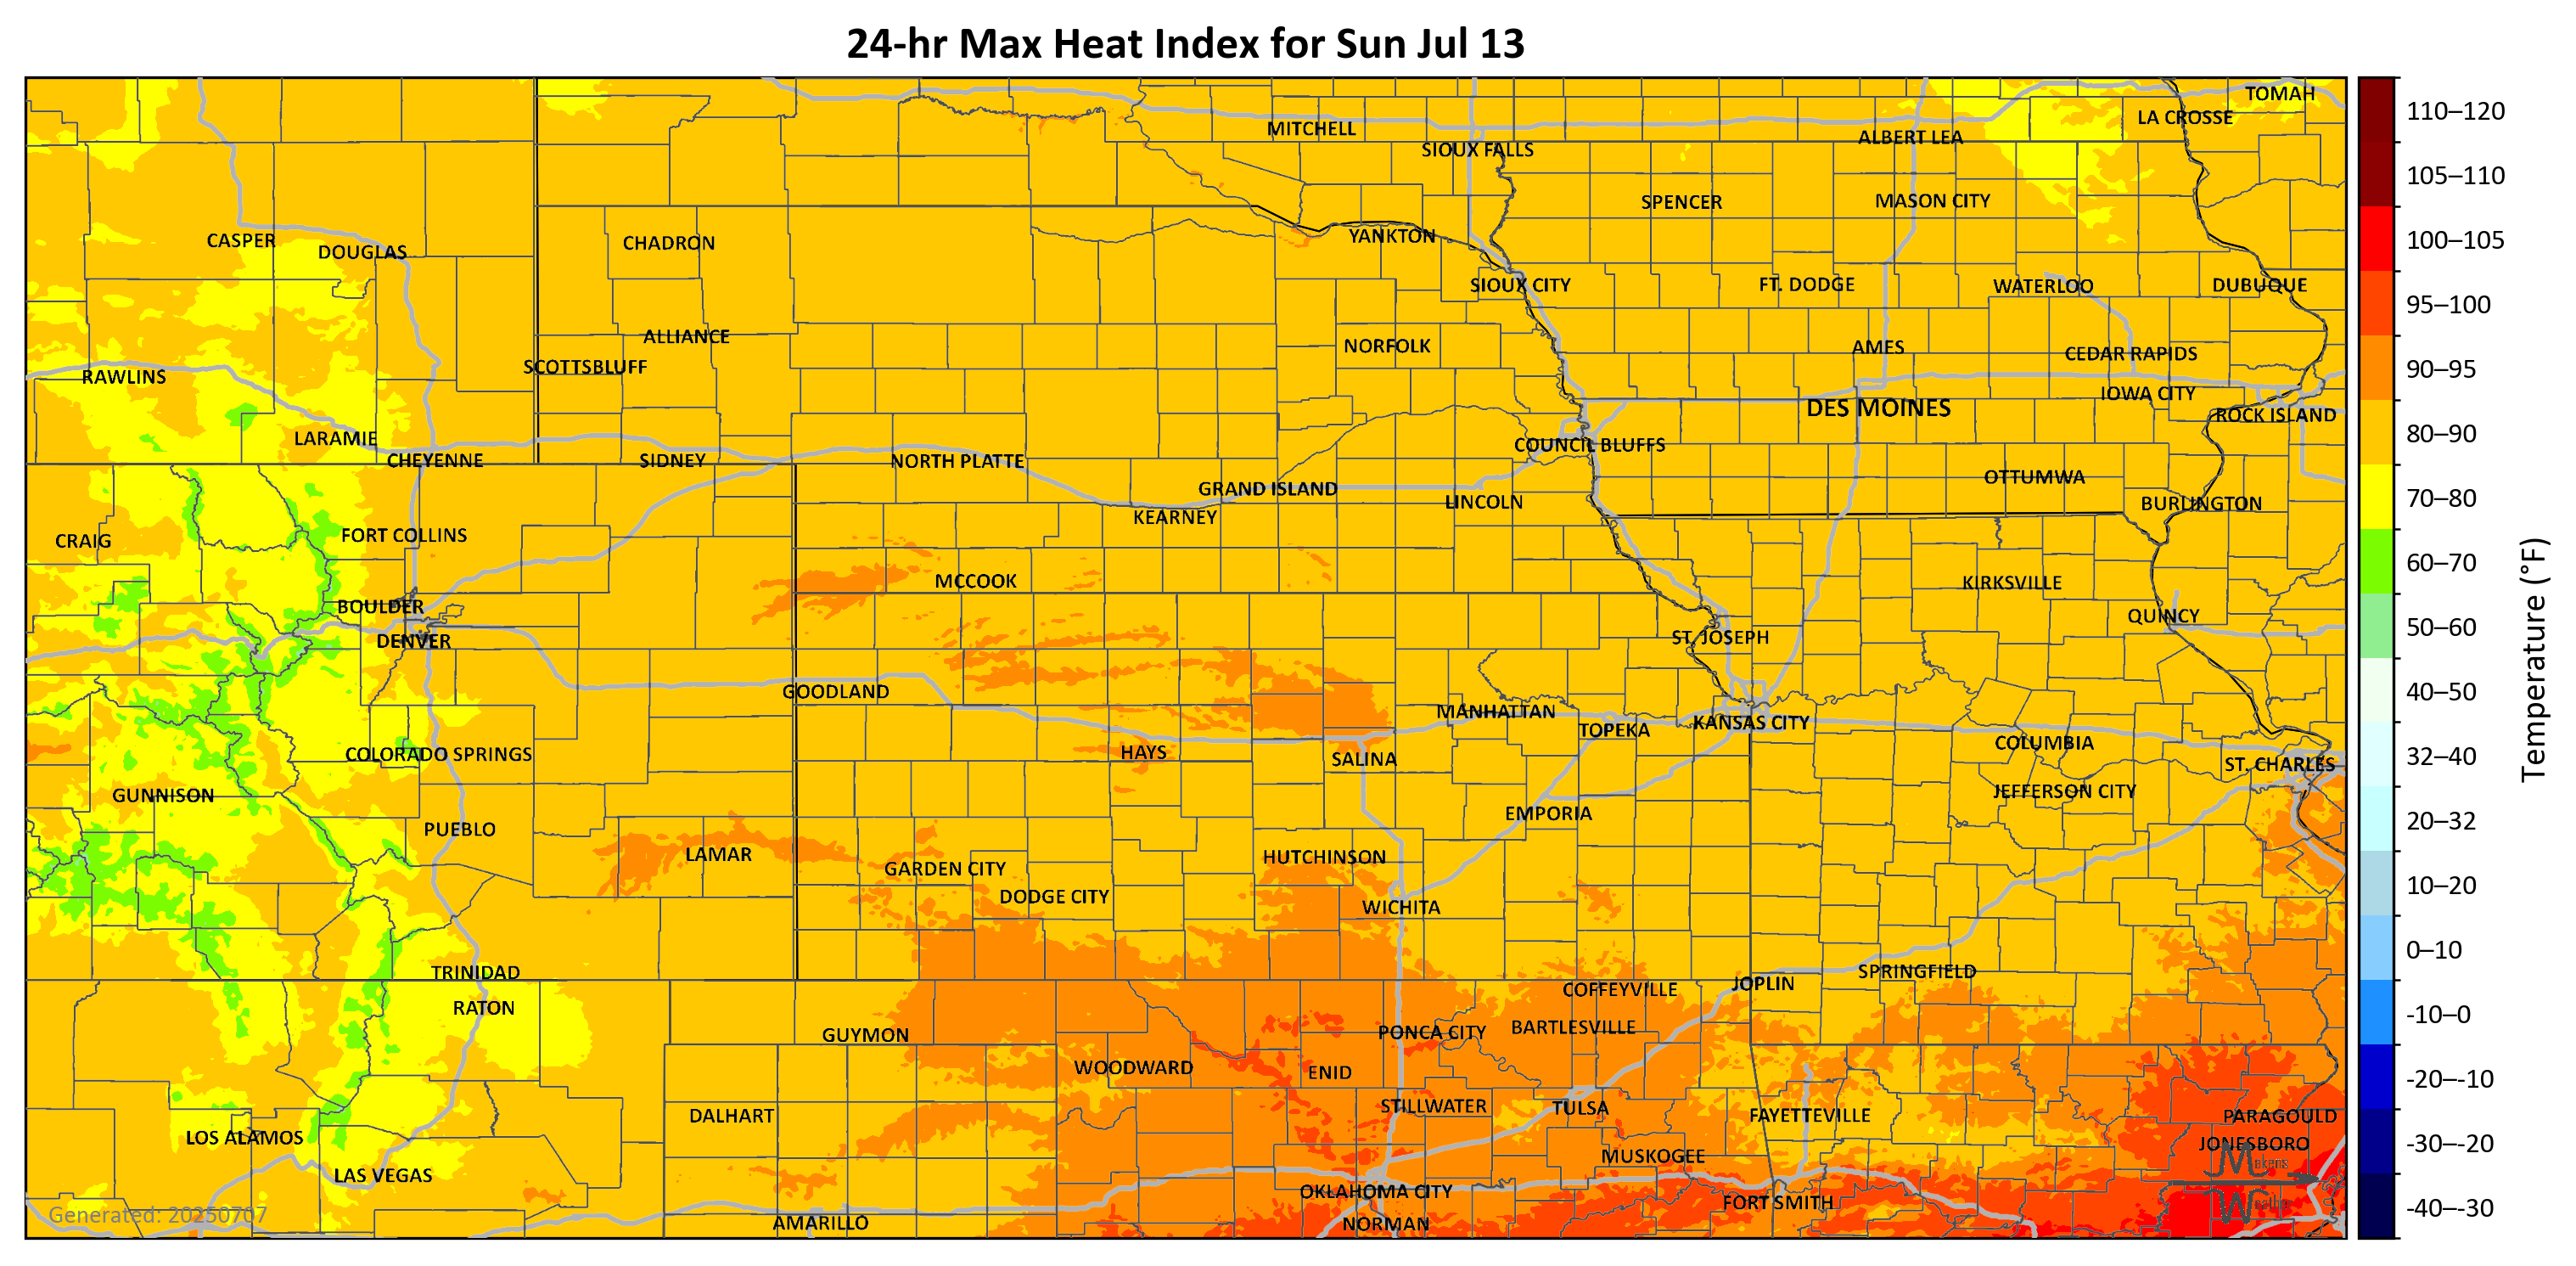 24-hr Max Heat Index for Sun Jul 13
TOMAH
LA CROSSE
MITCHELL
ALBERT LEA
SIOUX FALLS
SPENCER
MASON CITY
CASPER
DOUGLAS
CHADRON
YANKTON
SIOUX CITY
FT. DODGE
WATERLOO
DUBUQUE
ALLIANCE
NORFOLK
AMES
CEDAR RAPIDS
SCOTTSBLUFF
RAWLINS
IOWA CITY
DES MOINES
ROCK ISLAND
LARAMIE
COUNCIL BLUFFS
CHEYENNE
SIDNEY
NORTH PLATTE
OTTUMWA
GRAND ISLAND
LINCOLN
BURLINGTON
KEARNEY
FORT COLLINS
CRAIG
MCCOOK
KIRKSVILLE
BOULDER
QUINCY
DENVER
ST. JOSEPH
GOODLAND
MANHATTAN
KANSAS CITY
TOPEKA
COLUMBIA
COLORADO SPRINGS
HAYS
SALINA
ST. CHARLES
GUNNISON
JEFFERSON CITY
EMPORIA
PUEBLO
LAMAR
HUTCHINSON
GARDEN CITY
DODGE CITY
WICHITA
TRINIDAD
SPRINGFIELD
JOPLIN
COFFEYVILLE
RATON
GUYMON
PONCA CITY
BARTLESVILLE
WOODWARD
ENID
STILLWATER
TULSA
DALHART
FAYETTEVILLE
PARAGOULD
LOS ALAMOS
JONESBORO
MUSKOGEE
LAS VEGAS
OKLAHOMA CITY
FORT SMITH
AMARILLO
NORMAN
Generated: 20250707
Makens
Weather
110–120
105–110
100–105
95–100
90–95
80–90
70–80
60–70
50–60
40–50
32–40
20–32
10–20
0–10
-10–0
-20–-10
-30–-20
-40–-30
Temperature (°F)